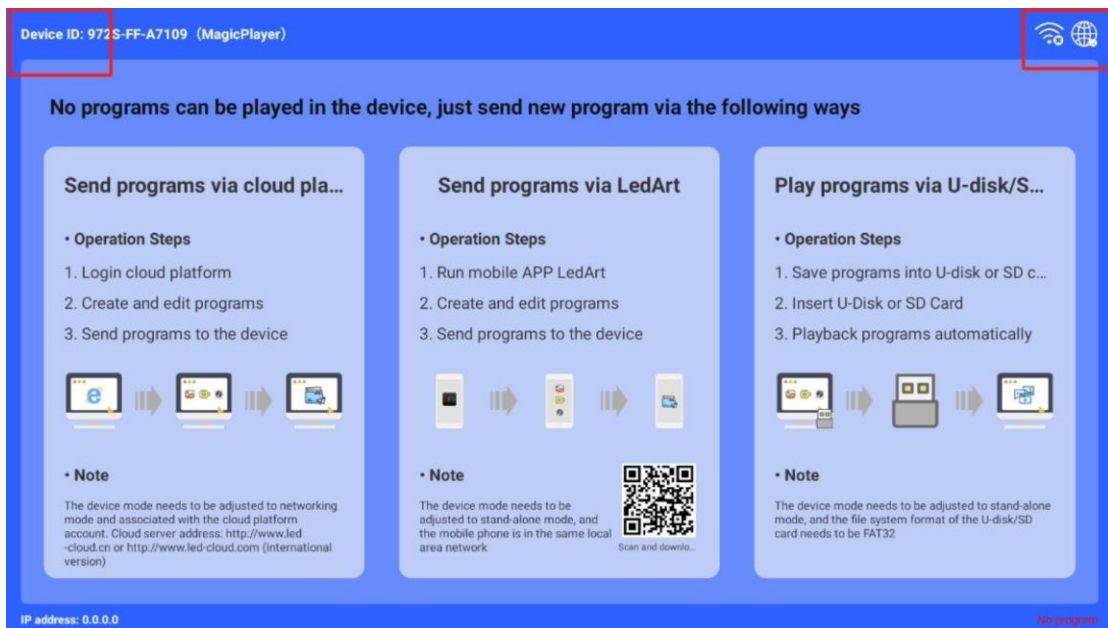 Device ID: 972S-FF-A7109（MagicPlayer）
No programs can be played in the device, just send new program via the following ways
Send programs via cloud pla...
• Operation Steps
1. Login cloud platform
2. Create and edit programs
3. Send programs to the device
• Note
The device mode needs to be adjusted to networking
mode and associated with the cloud platform
account. Cloud server address: http://www.led
-cloud.cn or http://www.led-cloud.com (international
version)
Send programs via LedArt
• Operation Steps
1. Run mobile APP LedArt
2. Create and edit programs
3. Send programs to the device
• Note
The device mode needs to be
adjusted to stand-alone mode, and
the mobile phone is in the same local
area network
Scan and downlo...
Play programs via U-disk/S...
• Operation Steps
1. Save programs into U-disk or SD c...
2. Insert U-Disk or SD Card
3. Playback programs automatically
• Note
The device mode needs to be adjusted to stand-alone
mode, and the file system format of the U-disk/SD
card needs to be FAT32
IP address: 0.0.0.0
No program